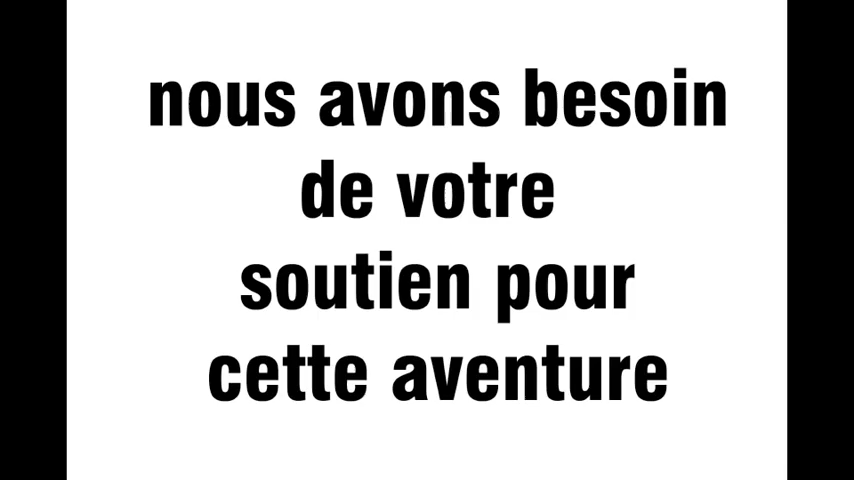 nous avons besoin
de votre
soutien pour
cette aventure